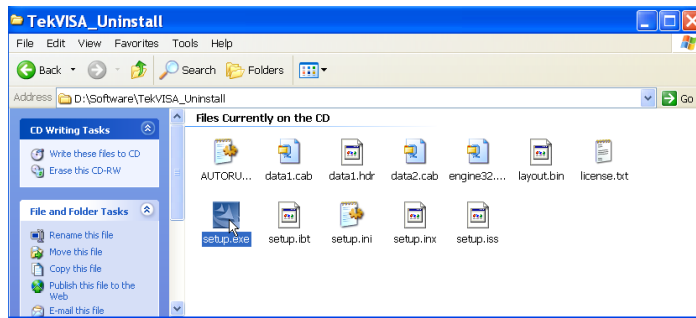 TekVISA_Uninstall
File Edit View Favorites Tools Help
Back Search Folders
Address D:\Software\TekVISA_Uninstall Go
CD Writing Tasks
Write these files to CD
Erase this CD-RW
File and Folder Tasks
Rename this file
Move this file
Copy this file
Publish this file to the
Web
E-mail this file
Files Currently on the CD
AUTORU... data1.cab data1.hdr data2.cab engine32.... layout.bin license.txt
setup.exe setup.ibt setup.ini setup.inx setup.iss